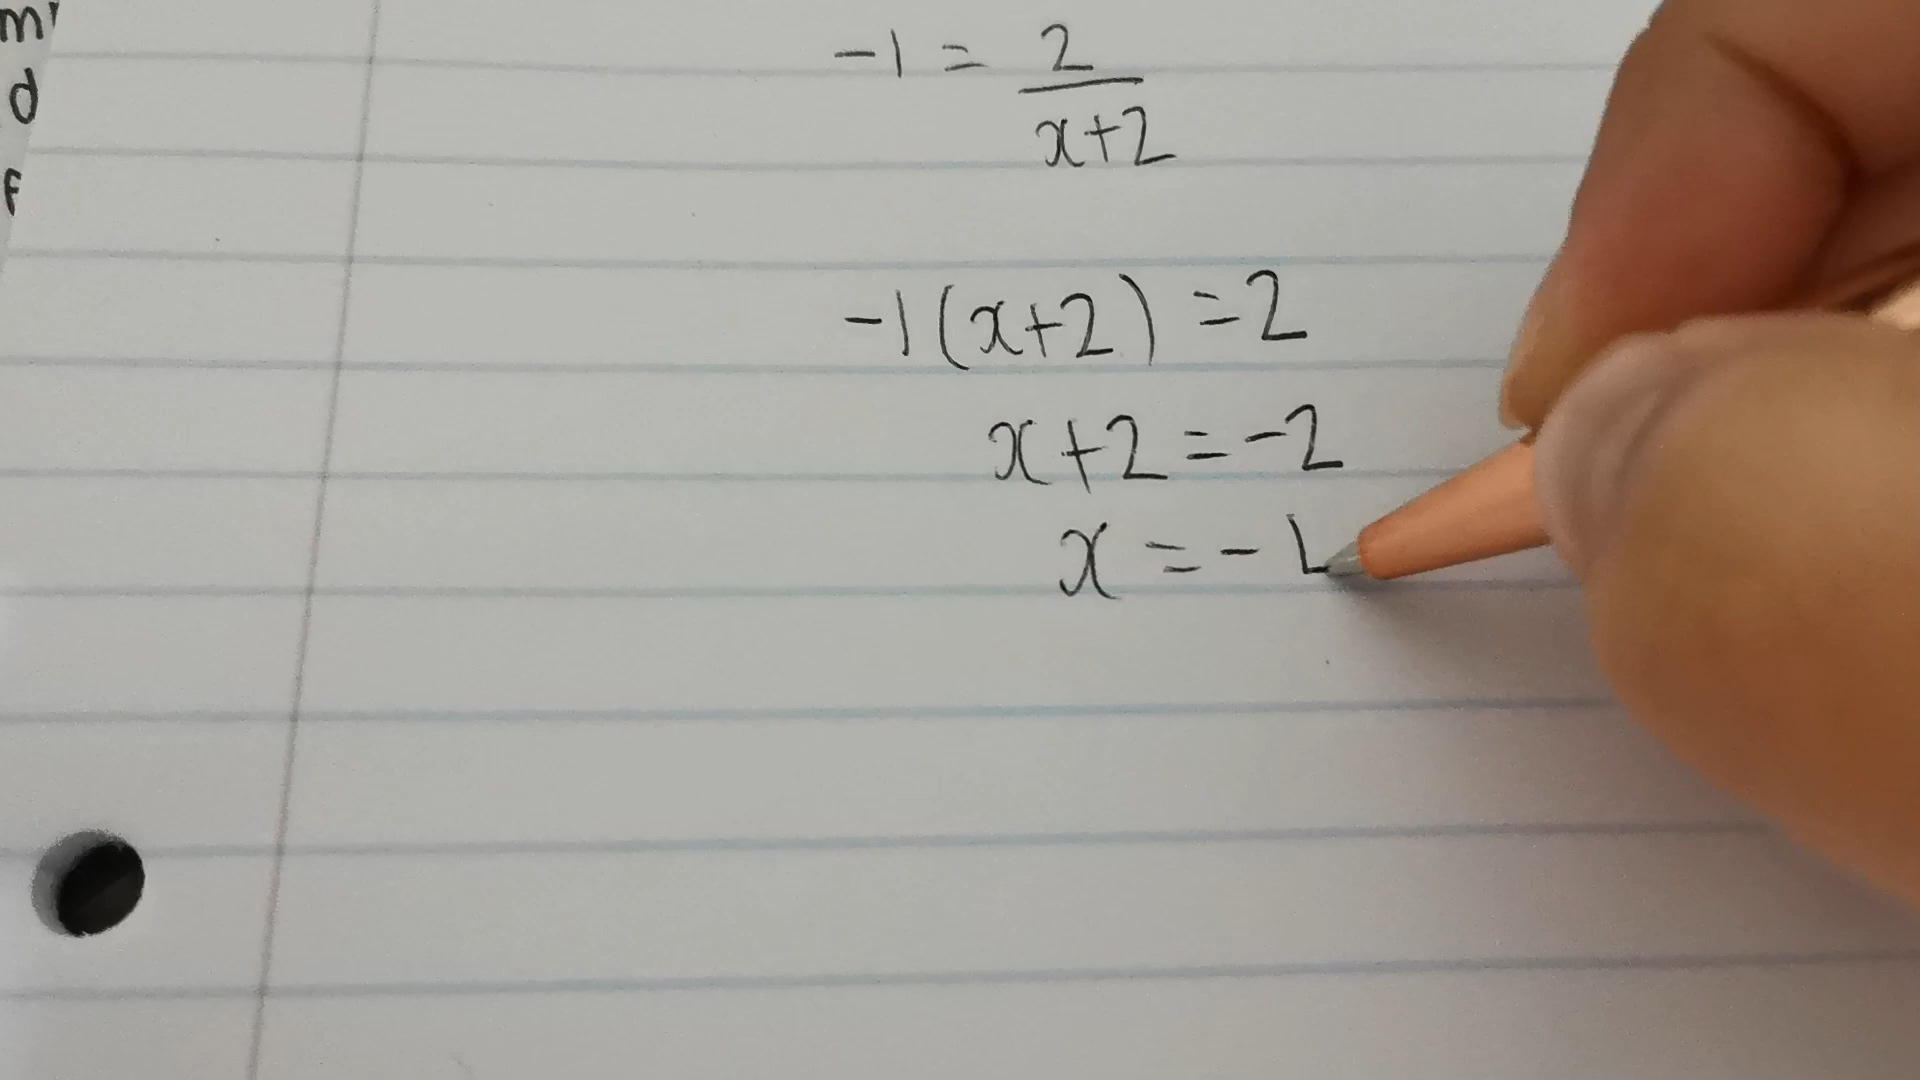 m
d
F
-1 = 2/(x+2)
-1(x+2) = 2
x+2 = -2
x = -